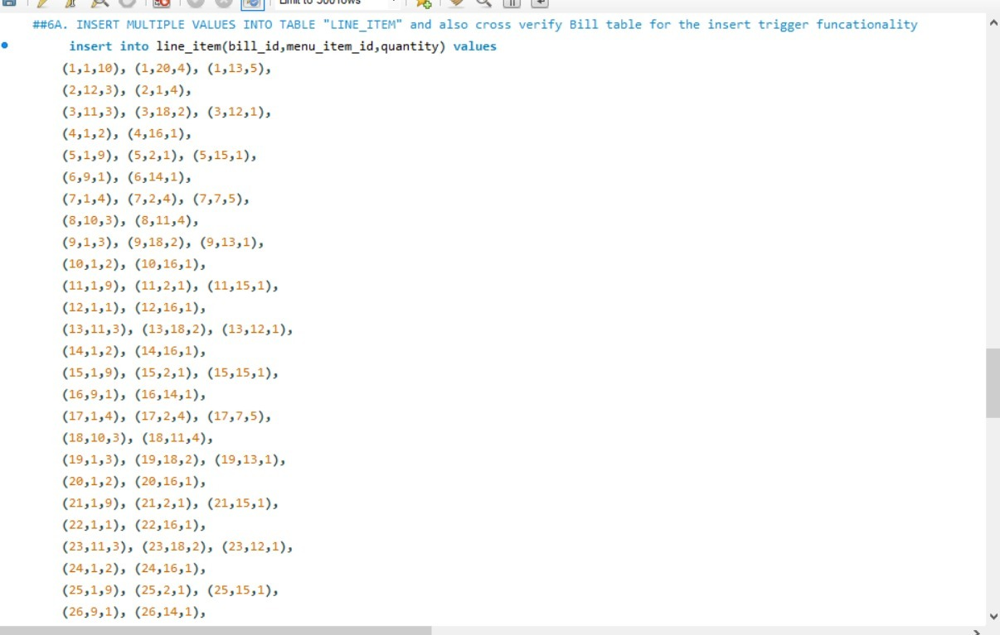 Limit to 500 rows
##6A. INSERT MULTIPLE VALUES INTO TABLE "LINE_ITEM" and also cross verify Bill table for the insert trigger funcationality
insert into line_item(bill_id,menu_item_id,quantity) values
(1,1,10), (1,20,4), (1,13,5),
(2,12,3), (2,1,4),
(3,11,3), (3,18,2), (3,12,1),
(4,1,2), (4,16,1),
(5,1,9), (5,2,1), (5,15,1),
(6,9,1), (6,14,1),
(7,1,4), (7,2,4), (7,7,5),
(8,10,3), (8,11,4),
(9,1,3), (9,18,2), (9,13,1),
(10,1,2), (10,16,1),
(11,1,9), (11,2,1), (11,15,1),
(12,1,1), (12,16,1),
(13,11,3), (13,18,2), (13,12,1),
(14,1,2), (14,16,1),
(15,1,9), (15,2,1), (15,15,1),
(16,9,1), (16,14,1),
(17,1,4), (17,2,4), (17,7,5),
(18,10,3), (18,11,4),
(19,1,3), (19,18,2), (19,13,1),
(20,1,2), (20,16,1),
(21,1,9), (21,2,1), (21,15,1),
(22,1,1), (22,16,1),
(23,11,3), (23,18,2), (23,12,1),
(24,1,2), (24,16,1),
(25,1,9), (25,2,1), (25,15,1),
(26,9,1), (26,14,1),